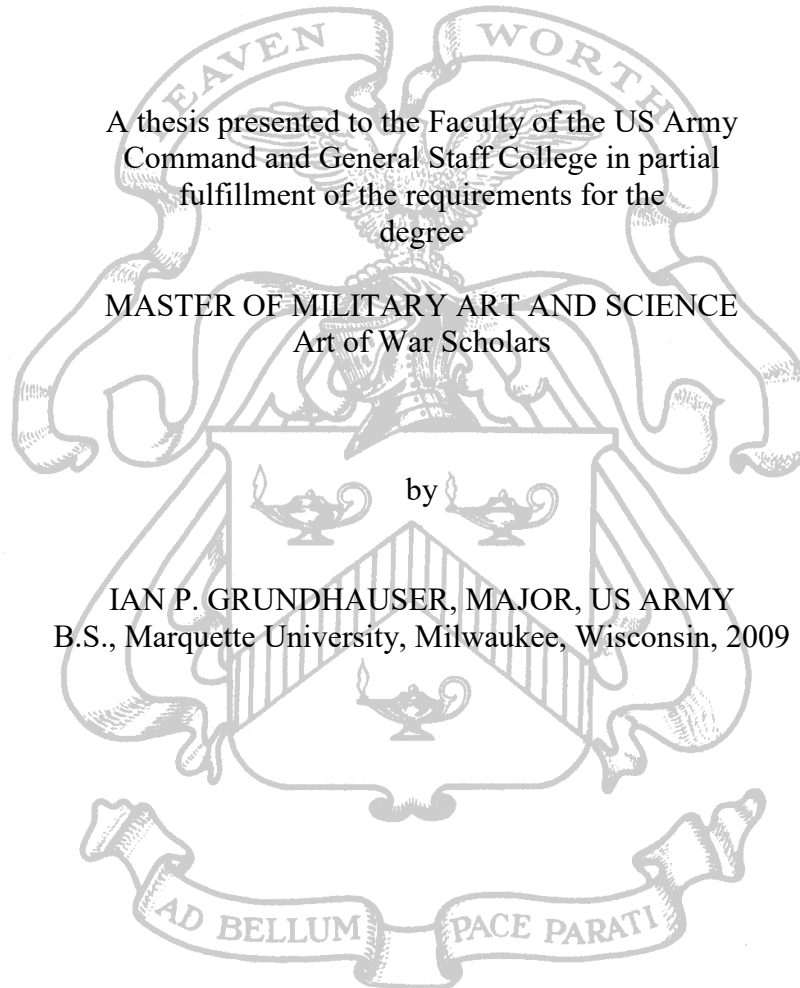 LEAVEN WORTH
A thesis presented to the Faculty of the US Army
Command and General Staff College in partial
fulfillment of the requirements for the
degree
MASTER OF MILITARY ART AND SCIENCE
Art of War Scholars
by
IAN P. GRUNDHAUSER, MAJOR, US ARMY
B.S., Marquette University, Milwaukee, Wisconsin, 2009
AD BELLUM PACE PARATI